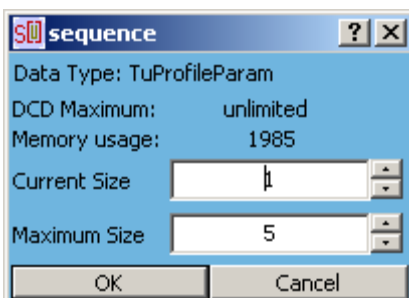 S[] sequence ? X
Data Type: TuProfileParam
DCD Maximum: unlimited
Memory usage: 1985
Current Size 1
Maximum Size 5
OK Cancel